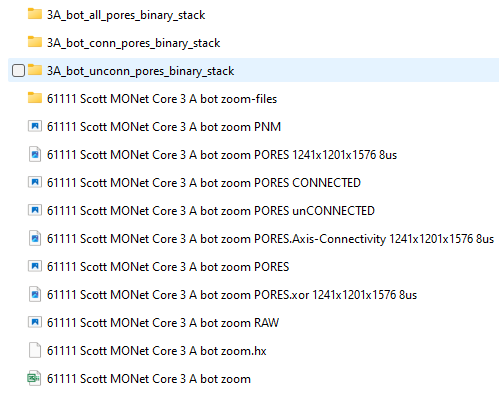 3A_bot_all_pores_binary_stack
3A_bot_conn_pores_binary_stack
3A_bot_unconn_pores_binary_stack
61111 Scott MONet Core 3 A bot zoom-files
61111 Scott MONet Core 3 A bot zoom PNM
61111 Scott MONet Core 3 A bot zoom PORES 1241x1201x1576 8us
61111 Scott MONet Core 3 A bot zoom PORES CONNECTED
61111 Scott MONet Core 3 A bot zoom PORES unCONNECTED
61111 Scott MONet Core 3 A bot zoom PORES.Axis-Connectivity 1241x1201x1576 8us
61111 Scott MONet Core 3 A bot zoom PORES
61111 Scott MONet Core 3 A bot zoom PORES.xor 1241x1201x1576 8us
61111 Scott MONet Core 3 A bot zoom RAW
61111 Scott MONet Core 3 A bot zoom.hx
61111 Scott MONet Core 3 A bot zoom